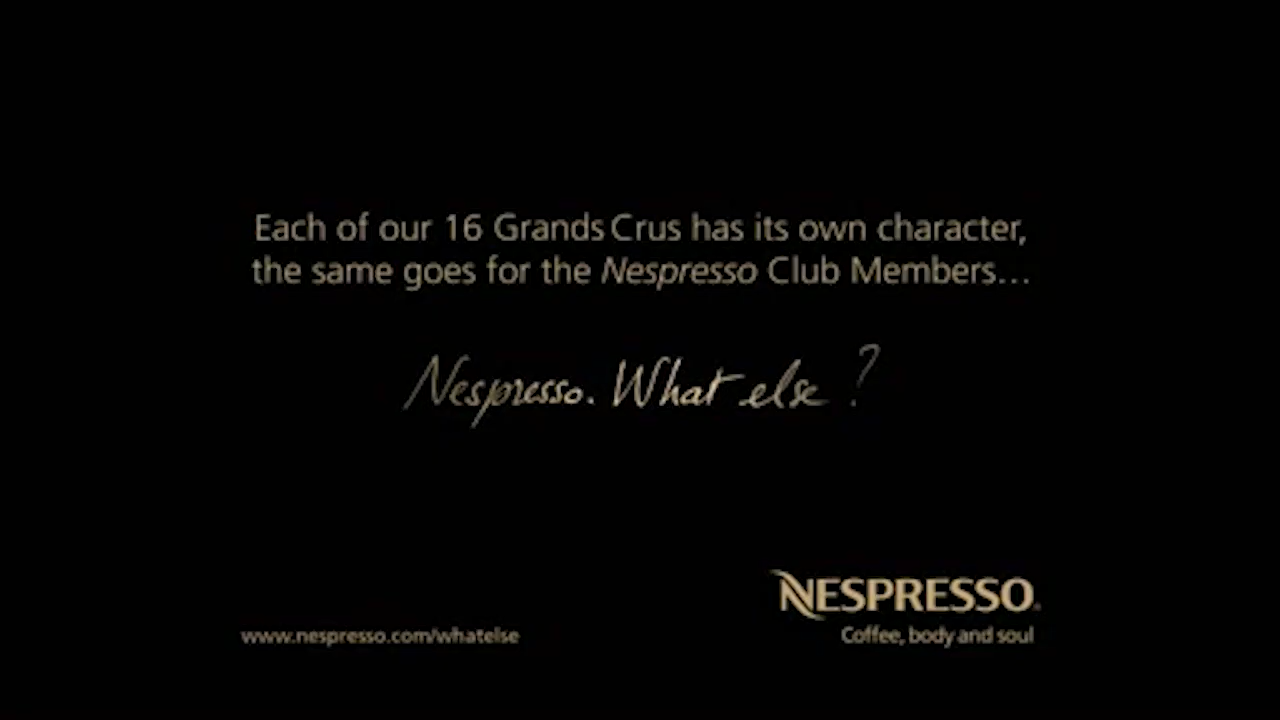 Each of our 16 Grands Crus has its own character,
the same goes for the Nespresso Club Members...
Nespresso. What else ?
NESPRESSO
Coffee, body and soul
www.nespresso.com/whatelse